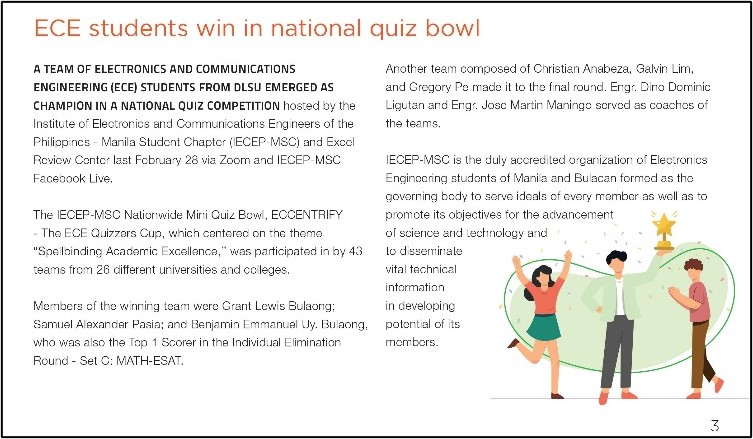 ECE students win in national quiz bowl
A TEAM OF ELECTRONICS AND COMMUNICATIONS
ENGINEERING (ECE) STUDENTS FROM DLSU EMERGED AS
CHAMPION IN A NATIONAL QUIZ COMPETITION hosted by the
Institute of Electronics and Communications Engineers of the
Philippines - Manila Student Chapter (IECEP-MSC) and Excel
Review Center last February 28 via Zoom and IECEP-MSC
Facebook Live.
The IECEP-MSC Nationwide Mini Quiz Bowl, ECCENTRIFY
- The ECE Quizzers Cup, which centered on the theme
“Spellbinding Academic Excellence,” was participated in by 43
teams from 26 different universities and colleges.
Members of the winning team were Grant Lewis Bulaong;
Samuel Alexander Pasia; and Benjamin Emmanuel Uy. Bulaong,
who was also the Top 1 Scorer in the Individual Elimination
Round - Set C: MATH-ESAT.
Another team composed of Christian Anabeza, Galvin Lim,
and Gregory Pe made it to the final round. Engr. Dino Dominic
Ligutan and Engr. Jose Martin Maningo served as coaches of
the teams.
IECEP-MSC is the duly accredited organization of Electronics
Engineering students of Manila and Bulacan formed as the
governing body to serve ideals of every member as well as to
promote its objectives for the advancement
of science and technology and
to disseminate
vital technical
information
in developing
potential of its
members.
3